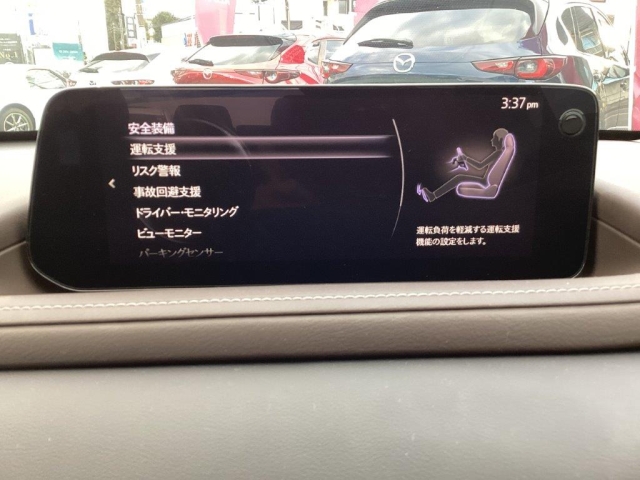 3:37pm
安全装備
運転支援
リスク警報
事故回避支援
ドライバー・モニタリング
ビューモニター
パーキングセンサー
運転負荷を軽減する運転支援
機能の設定をします。